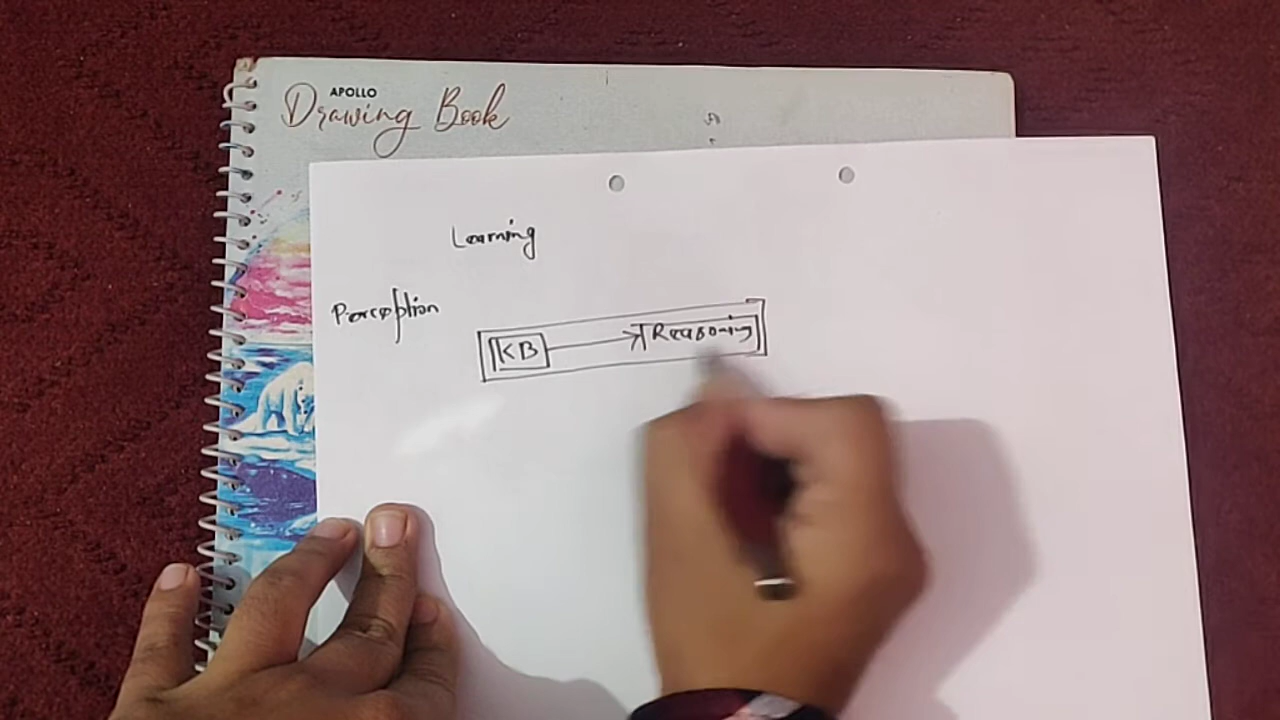 APOLLO
Drawing Book
Learning
Perception
KB
Reasoning